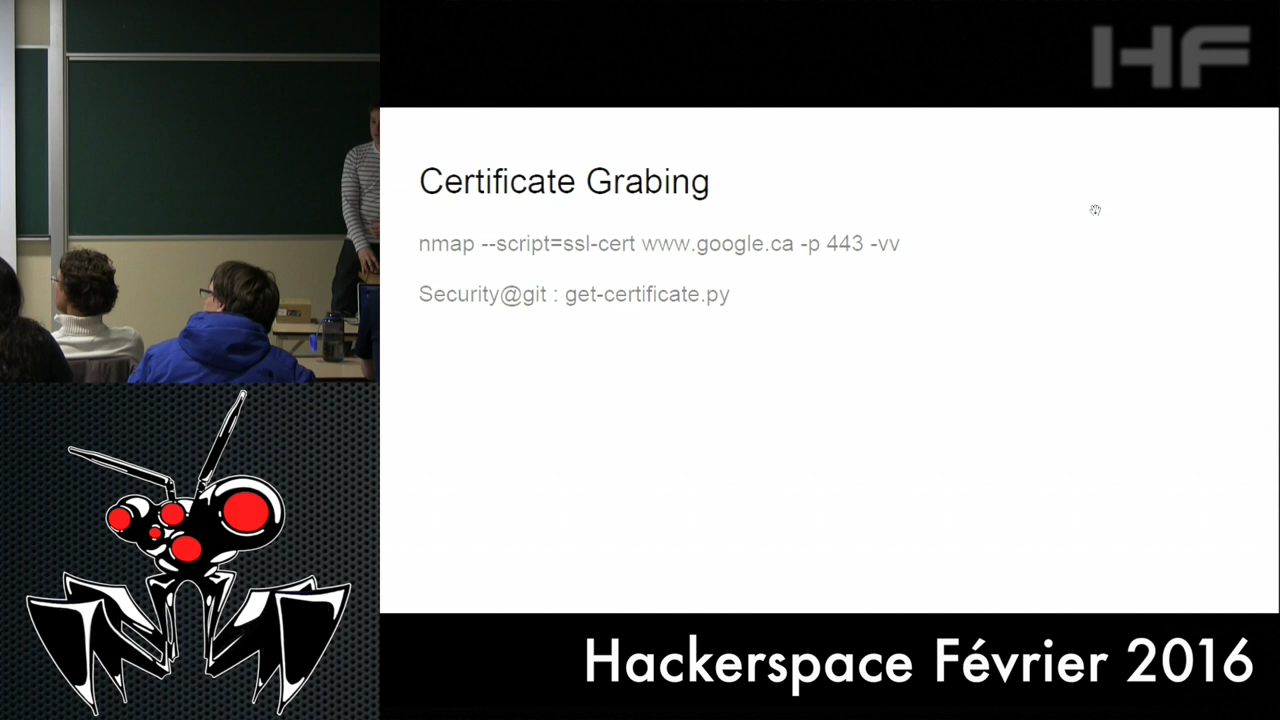 HF
Certificate Grabing
nmap --script=ssl-cert www.google.ca -p 443 -vv
Security@git : get-certificate.py
Hackerspace Février 2016